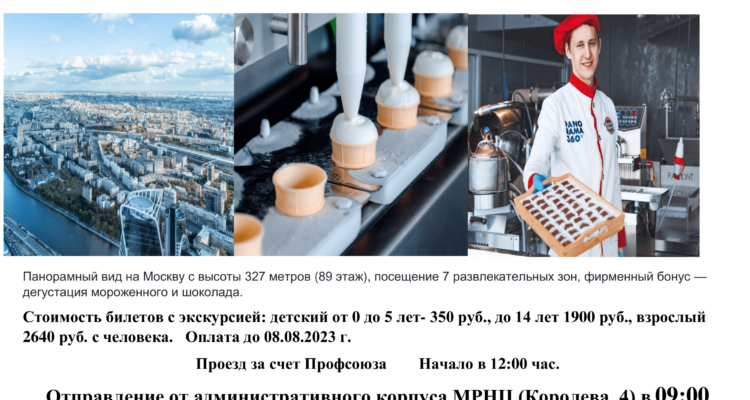 PANO
RAMA
360°
Панорамный вид на Москву с высоты 327 метров (89 этаж), посещение 7 развлекательных зон, фирменный бонус —
дегустация мороженного и шоколада.
Стоимость билетов с экскурсией: детский от 0 до 5 лет- 350 руб., до 14 лет 1900 руб., взрослый
2640 руб. с человека. Оплата до 08.08.2023 г.
Проезд за счет Профсоюза Начало в 12:00 час.
Отправление от административного корпуса МРНЦ (Королева, 4) в 09:00